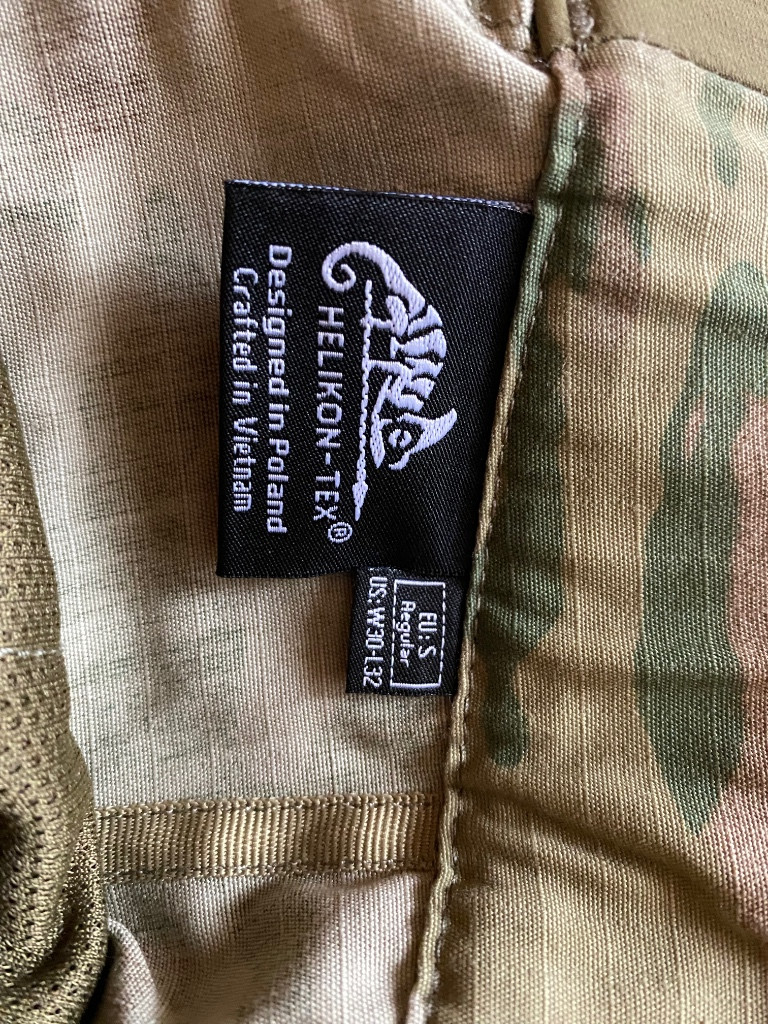 HELIKON-TEX®
Designed in Poland
Crafted in Vietnam
EU: S
Regular
US: W30-L32